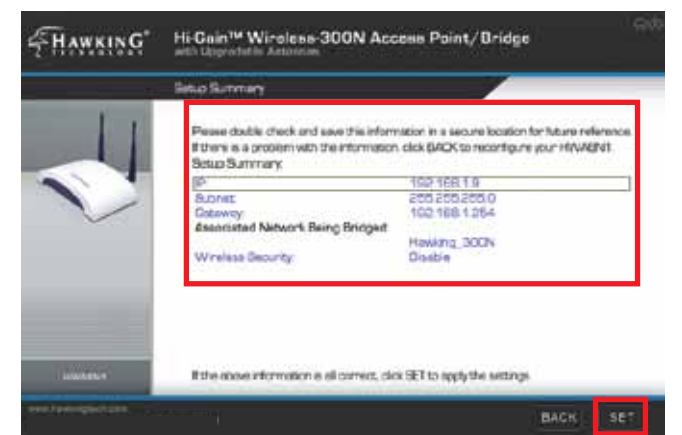 HAWKING
TECHNOLOGY
Hi-Gain™ Wireless-300N Access Point/Bridge
with Upgradable Antennas
Setup Summary
Please double check and save this information in a secure location for future reference.
If there is a problem with the information, click BACK to reconfigure your HWABN1.
Setup Summary:
IP: 192.168.1.9
Subnet: 255.255.255.0
Gateway: 192.168.1.254
Associated Network Being Bridged:
Hawking_300N
Wireless Security: Disable
HWABN1
If the above information is all correct, click SET to apply the settings.
www.hawkingtech.com
BACK
SET